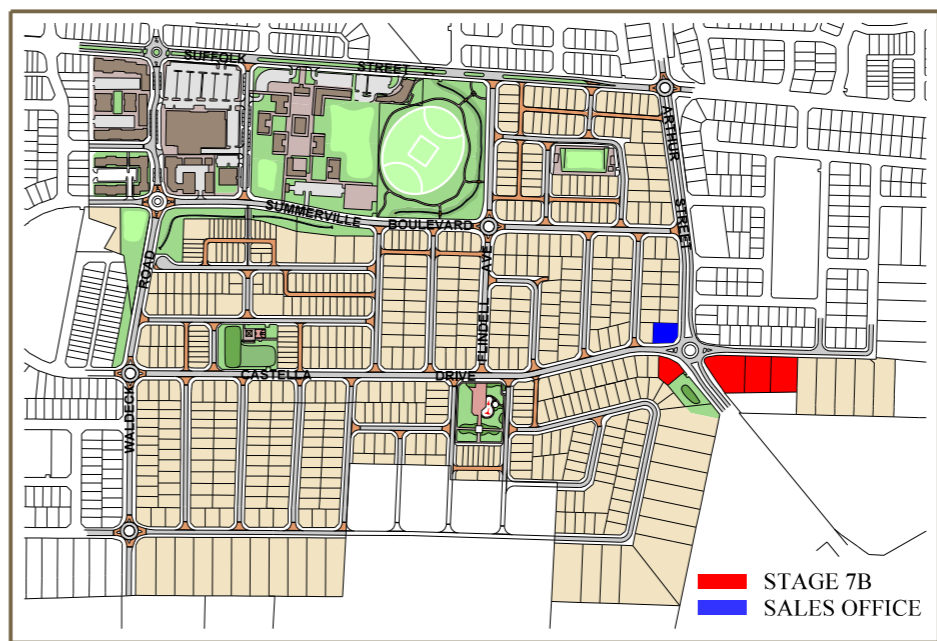 SUFFOLK STREET
ARTHUR STREET
SUMMERVILLE BOULEVARD
ROAD
FLINDELL AVE
CASTELLA DRIVE
WALDECK
STAGE 7B
SALES OFFICE